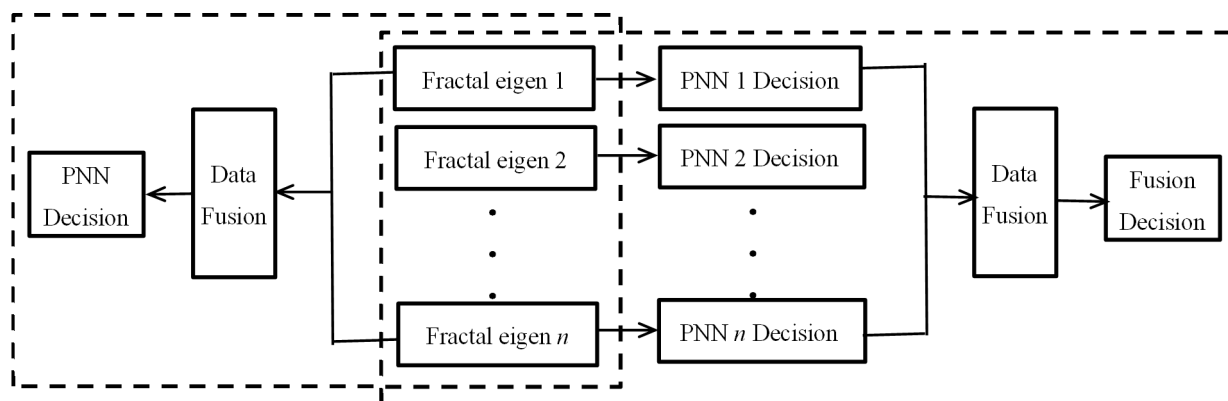 Fractal eigen 1
PNN 1 Decision
Fractal eigen 2
PNN 2 Decision
PNN
Decision
Data
Fusion
Data
Fusion
Fusion
Decision
Fractal eigen n
PNN n Decision